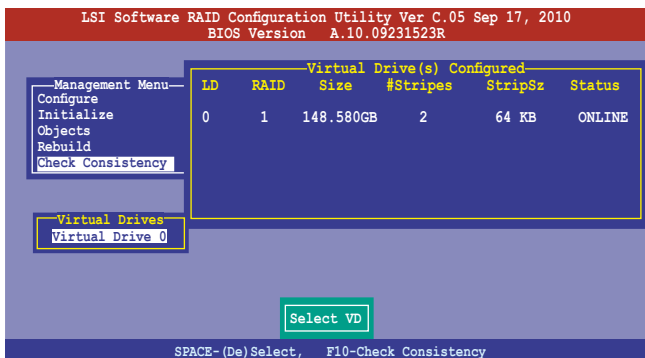 LSI Software RAID Configuration Utility Ver C.05 Sep 17, 2010
BIOS Version A.10.09231523R
Management Menu
Configure
Initialize
Objects
Rebuild
Check Consistency
Virtual Drive(s) Configured
LD RAID Size #Stripes StripSz Status
0 1 148.580GB 2 64 KB ONLINE
Virtual Drives
Virtual Drive 0
Select VD
SPACE-(De)Select, F10-Check Consistency